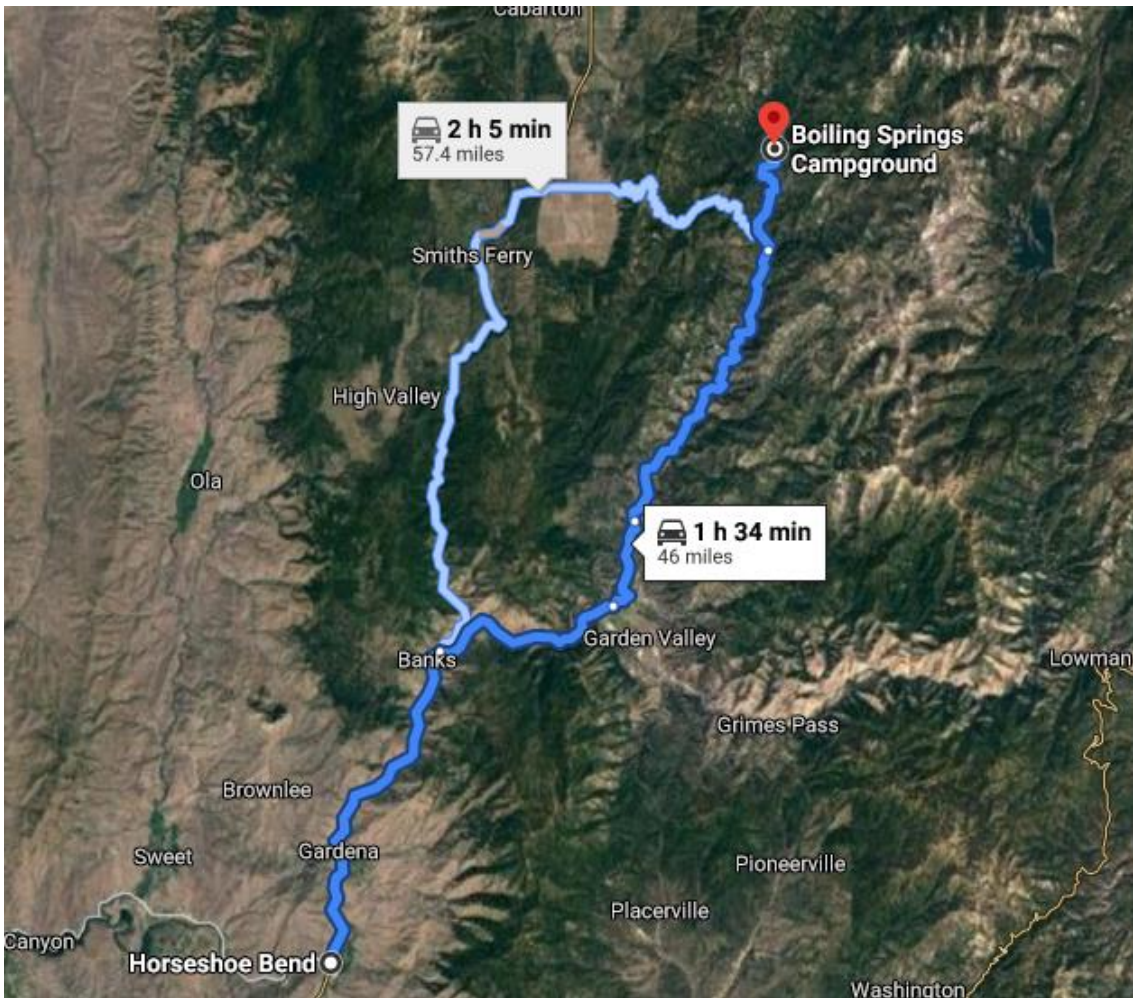 Cabarton
2 h 5 min
57.4 miles
Boiling Springs
Campground
Smiths Ferry
High Valley
Ola
1 h 34 min
46 miles
Garden Valley
Banks
Lowman
Grimes Pass
Brownlee
Gardena
Sweet
Pioneerville
Placerville
Canyon
Horseshoe Bend
Washington